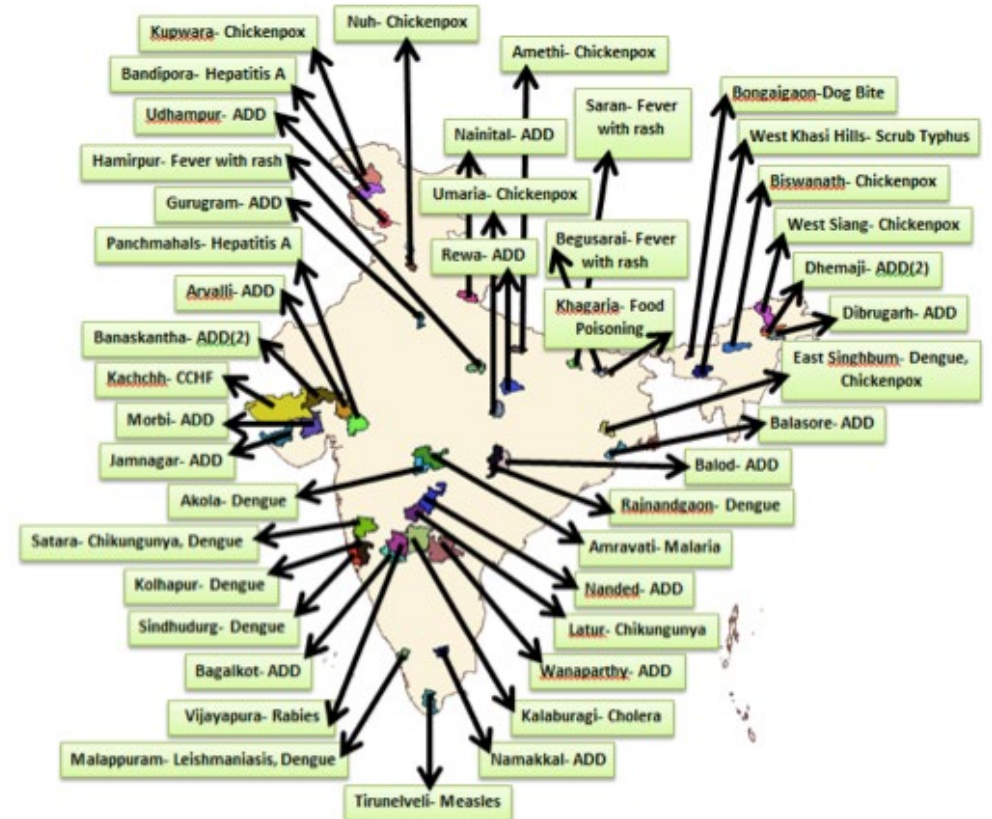 Nuh- Chickenpox
Kupwara- Chickenpox
Amethi- Chickenpox
Bandipora- Hepatitis A
Bongaigaon-Dog Bite
Saran- Fever
with rash
Udhampur- ADD
Nainital- ADD
West Khasi Hills- Scrub Typhus
Hamirpur- Fever with rash
Biswanath- Chickenpox
Umaria- Chickenpox
Gurugram- ADD
West Siang- Chickenpox
Panchmahals- Hepatitis A
Begusarai- Fever
with rash
Rewa- ADD
Dhemaji- ADD(2)
Arvalli- ADD
Khagaria- Food
Poisoning
Dibrugarh- ADD
Banaskantha- ADD(2)
East Singhbum- Dengue,
Chickenpox
Kachchh- CCHF
Morbi- ADD
Balasore- ADD
Jamnagar- ADD
Balod- ADD
Akola- Dengue
Rajnandgaon- Dengue
Satara- Chikungunya, Dengue
Amravati- Malaria
Kolhapur- Dengue
Nanded- ADD
Sindhudurg- Dengue
Latur- Chikungunya
Bagalkot- ADD
Wanaparthy- ADD
Vijayapura- Rabies
Kalaburagi- Cholera
Malappuram- Leishmaniasis, Dengue
Namakkal- ADD
Tirunelveli- Measles